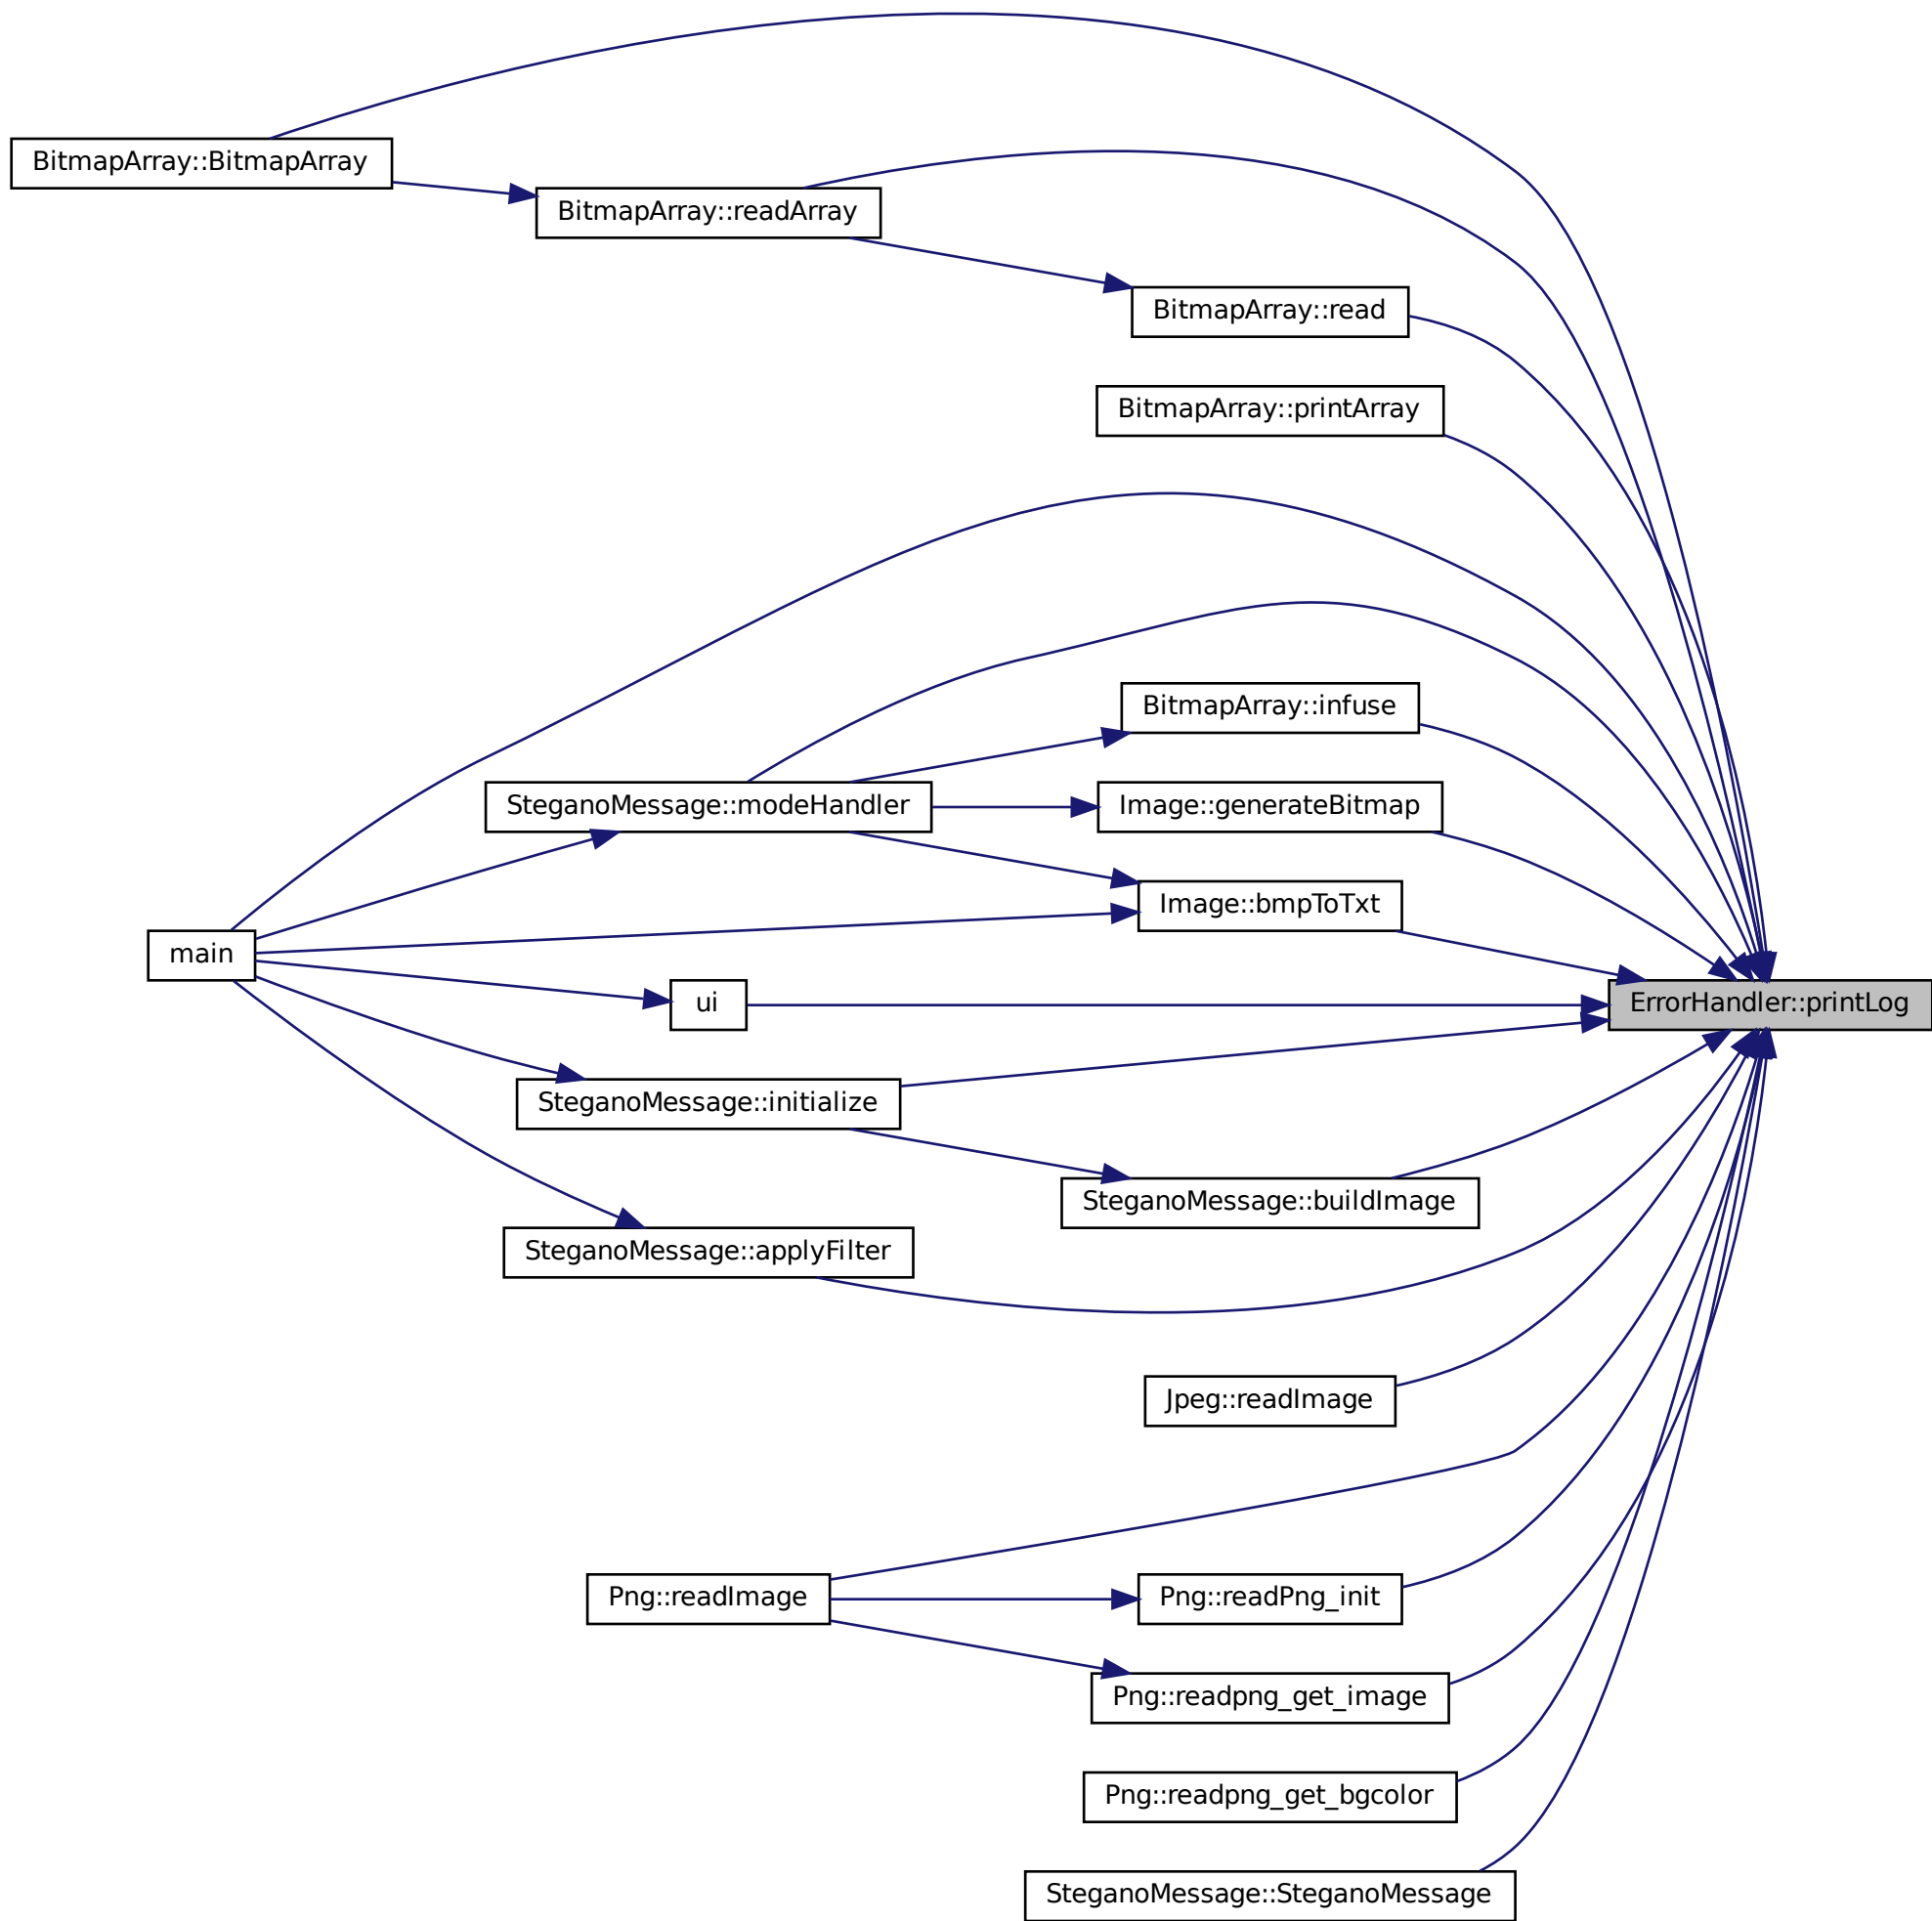 BitmapArray::BitmapArray
BitmapArray::readArray
BitmapArray::read
BitmapArray::printArray
BitmapArray::infuse
SteganoMessage::modeHandler
Image::generateBitmap
Image::bmpToTxt
main
ui
ErrorHandler::printLog
SteganoMessage::initialize
SteganoMessage::buildImage
SteganoMessage::applyFilter
Jpeg::readImage
Png::readImage
Png::readPng_init
Png::readpng_get_image
Png::readpng_get_bgcolor
SteganoMessage::SteganoMessage